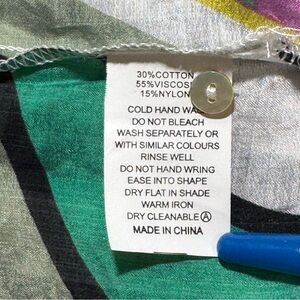 30%COTTON
55%VISCOSE
15%NYLON
COLD HAND WASH
DO NOT BLEACH
WASH SEPARATELY OR
WITH SIMILAR COLOURS
RINSE WELL
DO NOT HAND WRING
EASE INTO SHAPE
DRY FLAT IN SHADE
WARM IRON
DRY CLEANABLE Ⓐ
MADE IN CHINA